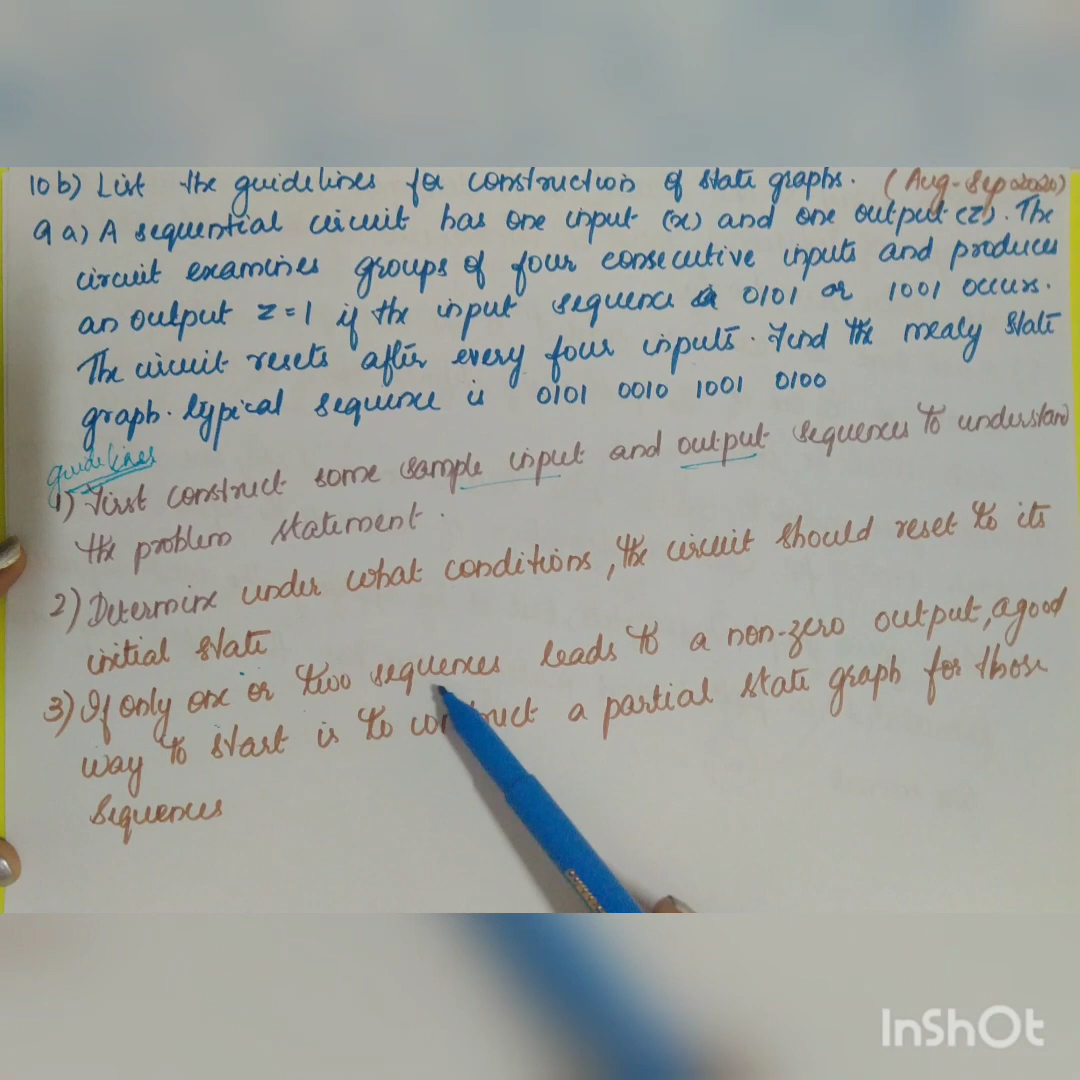 10 b) List the guidelines for construction of state graphs. (Aug-Sep 2020)
9 a) A sequential circuit has one input (x) and one output (z). The
circuit examines groups of four consecutive inputs and produces
an output z=1 if the input sequence 0101 or 1001 occurs.
The circuit resets after every four inputs. Find the mealy state
graph. Typical sequence is 0101 0010 1001 0100
guidelines
1) First construct some sample input and output sequences to understand
the problem statement.
2) Determine under what conditions, the circuit should reset to its
initial state
3) If only one or two sequences leads to a non-zero output, a good
way to start is to construct a partial state graph for those
sequences
InShOt